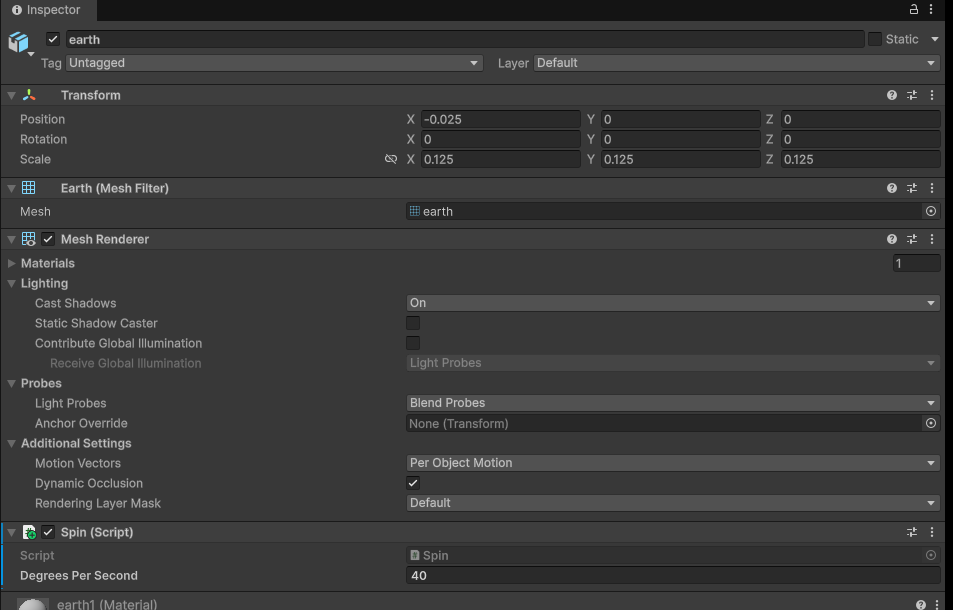 Inspector
earth Static
Tag Untagged Layer Default
Transform
Position X -0.025 Y 0 Z 0
Rotation X 0 Y 0 Z 0
Scale X 0.125 Y 0.125 Z 0.125
Earth (Mesh Filter)
Mesh earth
Mesh Renderer
Materials 1
Lighting
Cast Shadows On
Static Shadow Caster
Contribute Global Illumination
Receive Global Illumination Light Probes
Probes
Light Probes Blend Probes
Anchor Override None (Transform)
Additional Settings
Motion Vectors Per Object Motion
Dynamic Occlusion
Rendering Layer Mask Default
Spin (Script)
Script Spin
Degrees Per Second 40
earth1 (Material)